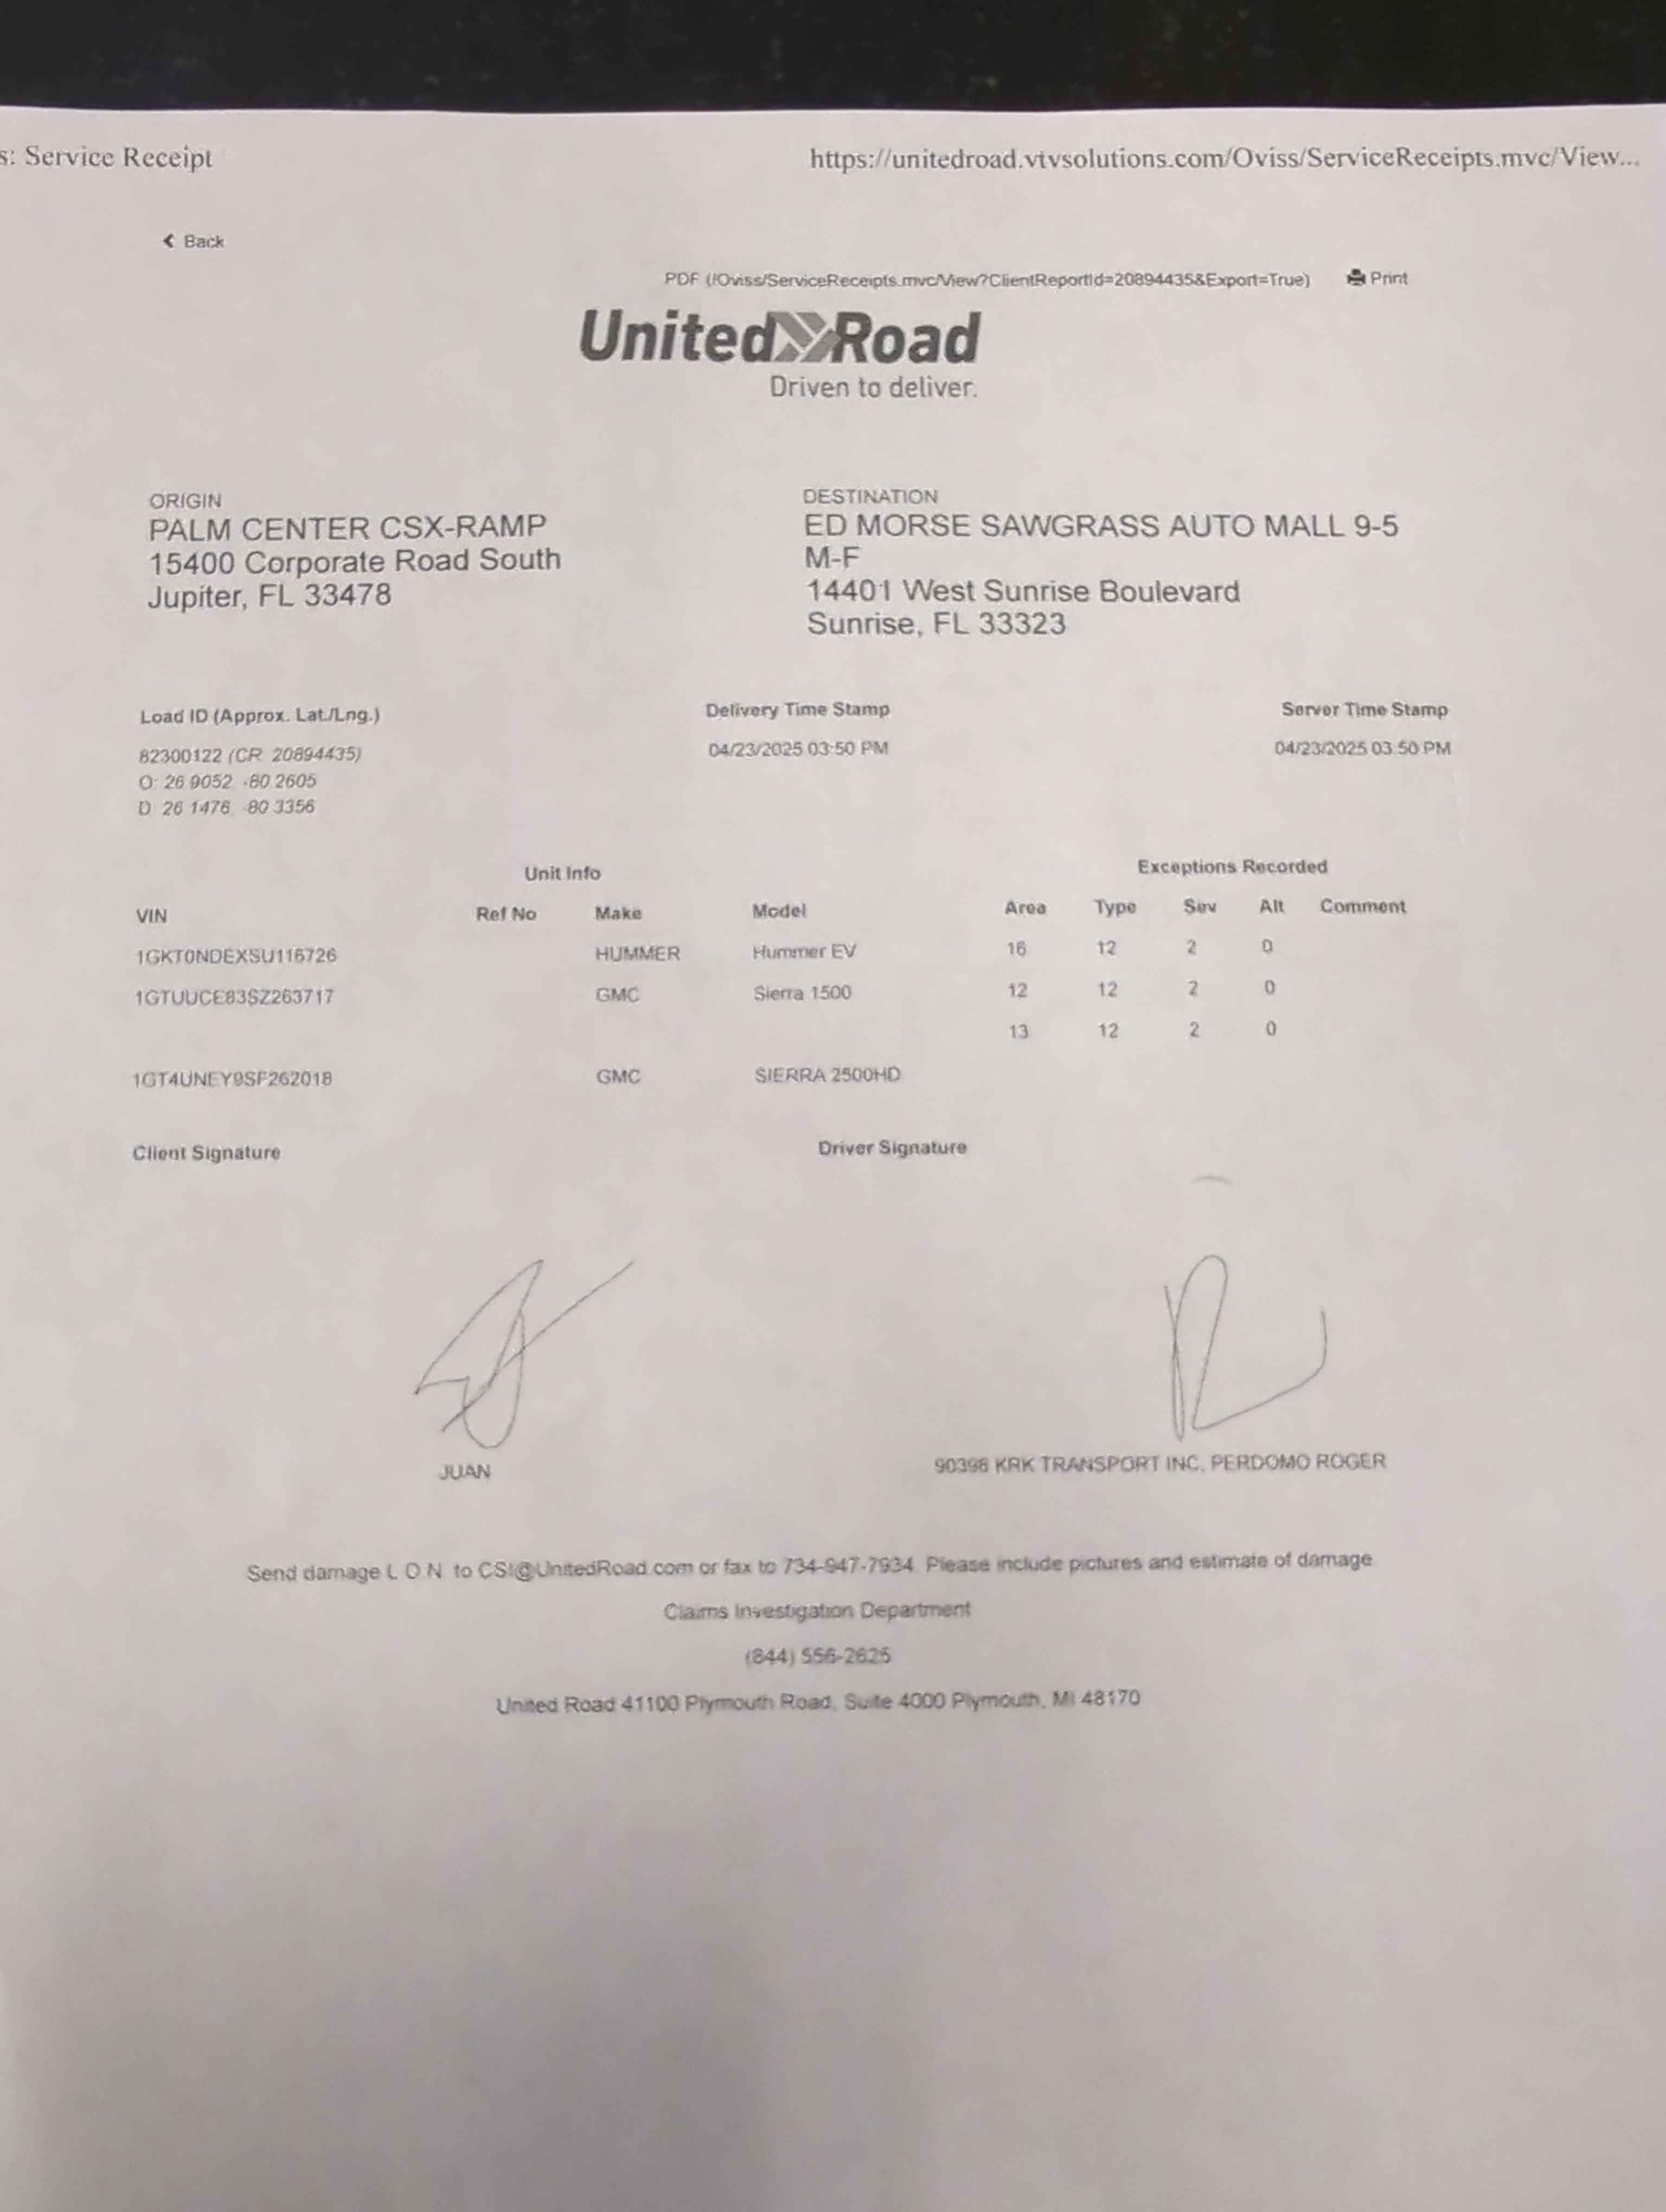 s: Service Receipt
https://unitedroad.vtvsolutions.com/Oviss/ServiceReceipts.mvc/View...
Back
PDF (/Oviss/ServiceReceipts.mvc/View?ClientReportId=20894435&Export=True) Print
United Road
Driven to deliver.
ORIGIN
PALM CENTER CSX-RAMP
15400 Corporate Road South
Jupiter, FL 33478
DESTINATION
ED MORSE SAWGRASS AUTO MALL 9-5
M-F
14401 West Sunrise Boulevard
Sunrise, FL 33323
Load ID (Approx. Lat./Lng.)
82300122 (CR. 20894435)
O: 26.9052, -80.2605
D: 26.1476, -80.3356
Delivery Time Stamp
04/23/2025 03:50 PM
Server Time Stamp
04/23/2025 03:50 PM
Unit Info Exceptions Recorded
VIN Ref No Make Model Area Type Sev Alt Comment
1GKT0NDEXSU116726 HUMMER Hummer EV 16 12 2 0
1GTUUCE83SZ263717 GMC Sierra 1500 12 12 2 0
13 12 2 0
1GT4UNEY9SF262018 GMC SIERRA 2500HD
Client Signature Driver Signature
JUAN
90398 KRK TRANSPORT INC, PERDOMO ROGER
Send damage L.O.N. to CSI@UnitedRoad.com or fax to 734-947-7934. Please include pictures and estimate of damage
Claims Investigation Department
(844) 556-2625
United Road 41100 Plymouth Road, Suite 4000 Plymouth, MI 48170